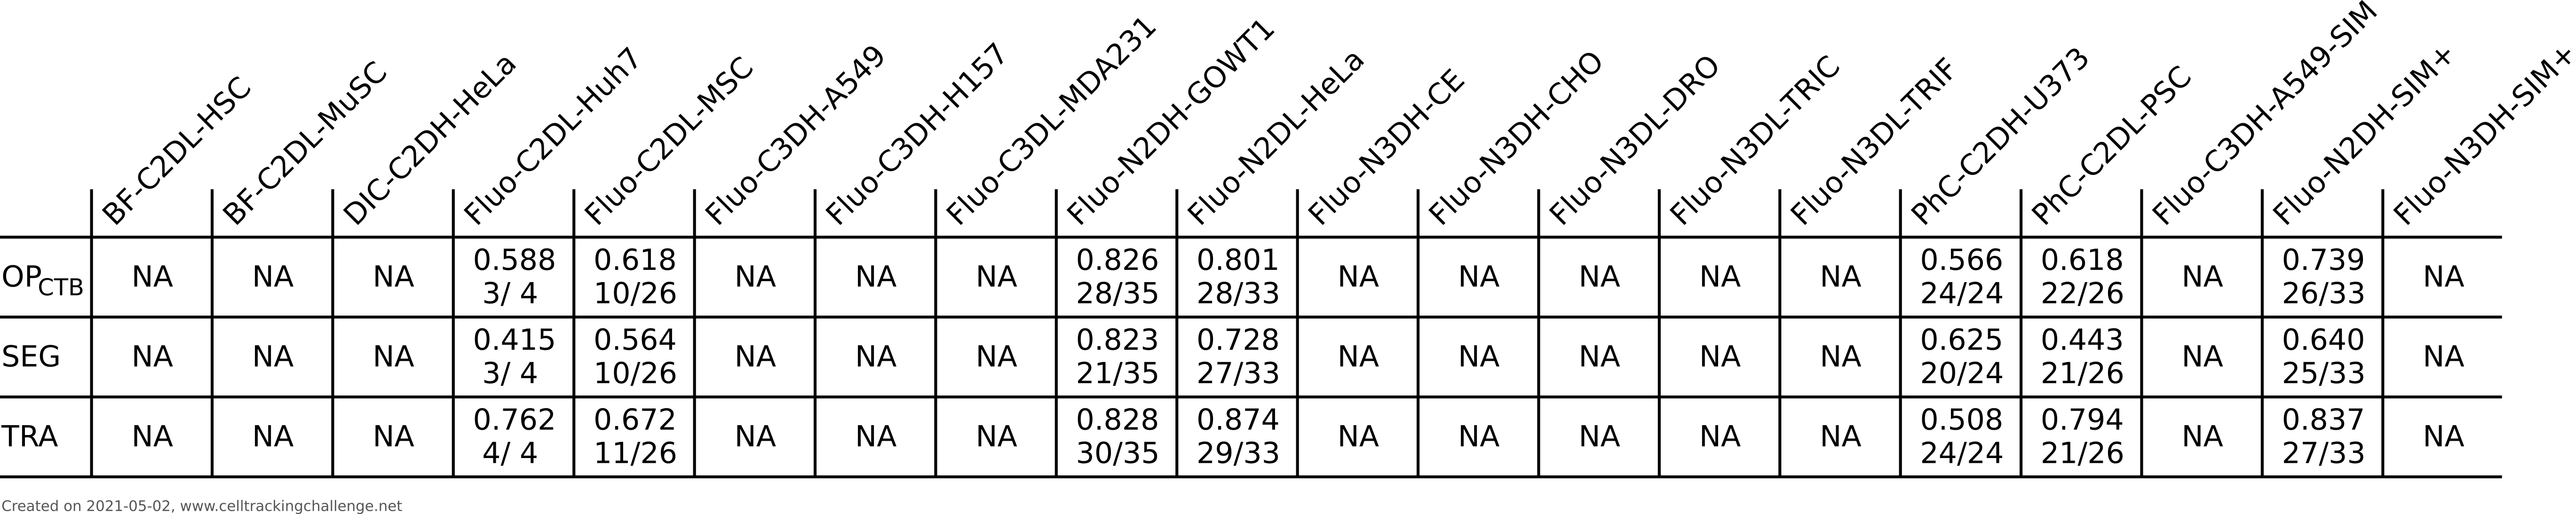 BF-C2DL-HSC BF-C2DL-MuSC DIC-C2DH-HeLa Fluo-C2DL-Huh7 Fluo-C2DL-MSC Fluo-C3DH-A549 Fluo-C3DH-H157 Fluo-C3DL-MDA231 Fluo-N2DH-GOWT1 Fluo-N2DL-HeLa Fluo-N3DH-CE Fluo-N3DH-CHO Fluo-N3DL-DRO Fluo-N3DL-TRIC Fluo-N3DL-TRIF PhC-C2DH-U373 PhC-C2DL-PSC Fluo-C3DH-A549-SIM Fluo-N2DH-SIM+ Fluo-N3DH-SIM+
0.588 0.618 0.826 0.801 0.566 0.618 0.739
OPCTB NA NA NA NA NA NA NA NA NA NA NA NA NA
3/ 4 10/26 28/35 28/33 24/24 22/26 26/33
0.415 0.564 0.823 0.728 0.625 0.443 0.640
SEG NA NA NA NA NA NA NA NA NA NA NA NA NA
3/ 4 10/26 21/35 27/33 20/24 21/26 25/33
0.762 0.672 0.828 0.874 0.508 0.794 0.837
TRA NA NA NA NA NA NA NA NA NA NA NA NA NA
4/ 4 11/26 30/35 29/33 24/24 21/26 27/33
Created on 2021-05-02, www.celltrackingchallenge.net